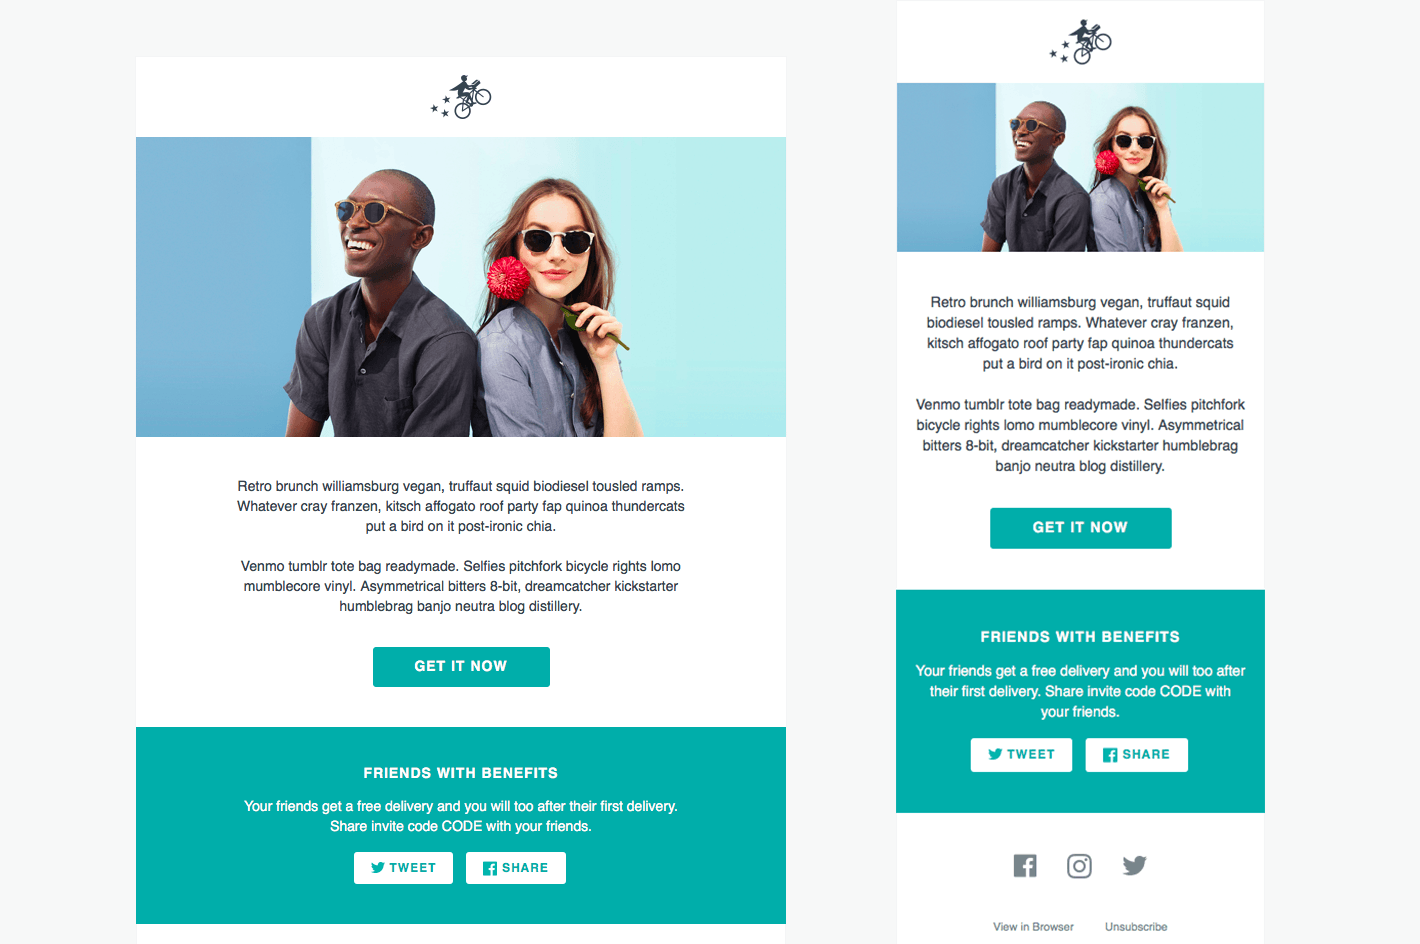 Retro brunch williamsburg vegan, truffaut squid biodiesel tousled ramps.
Whatever cray franzen, kitsch affogato roof party fap quinoa thundercats
put a bird on it post-ironic chia.
Venmo tumblr tote bag readymade. Selfies pitchfork bicycle rights lomo
mumblecore vinyl. Asymmetrical bitters 8-bit, dreamcatcher kickstarter
humblebrag banjo neutra blog distillery.
GET IT NOW
FRIENDS WITH BENEFITS
Your friends get a free delivery and you will too after their first delivery.
Share invite code CODE with your friends.
TWEET
SHARE
Retro brunch williamsburg vegan, truffaut squid
biodiesel tousled ramps. Whatever cray franzen,
kitsch affogato roof party fap quinoa thundercats
put a bird on it post-ironic chia.
Venmo tumblr tote bag readymade. Selfies pitchfork
bicycle rights lomo mumblecore vinyl. Asymmetrical
bitters 8-bit, dreamcatcher kickstarter humblebrag
banjo neutra blog distillery.
GET IT NOW
FRIENDS WITH BENEFITS
Your friends get a free delivery and you will too after
their first delivery. Share invite code CODE with
your friends.
TWEET
SHARE
View in Browser
Unsubscribe